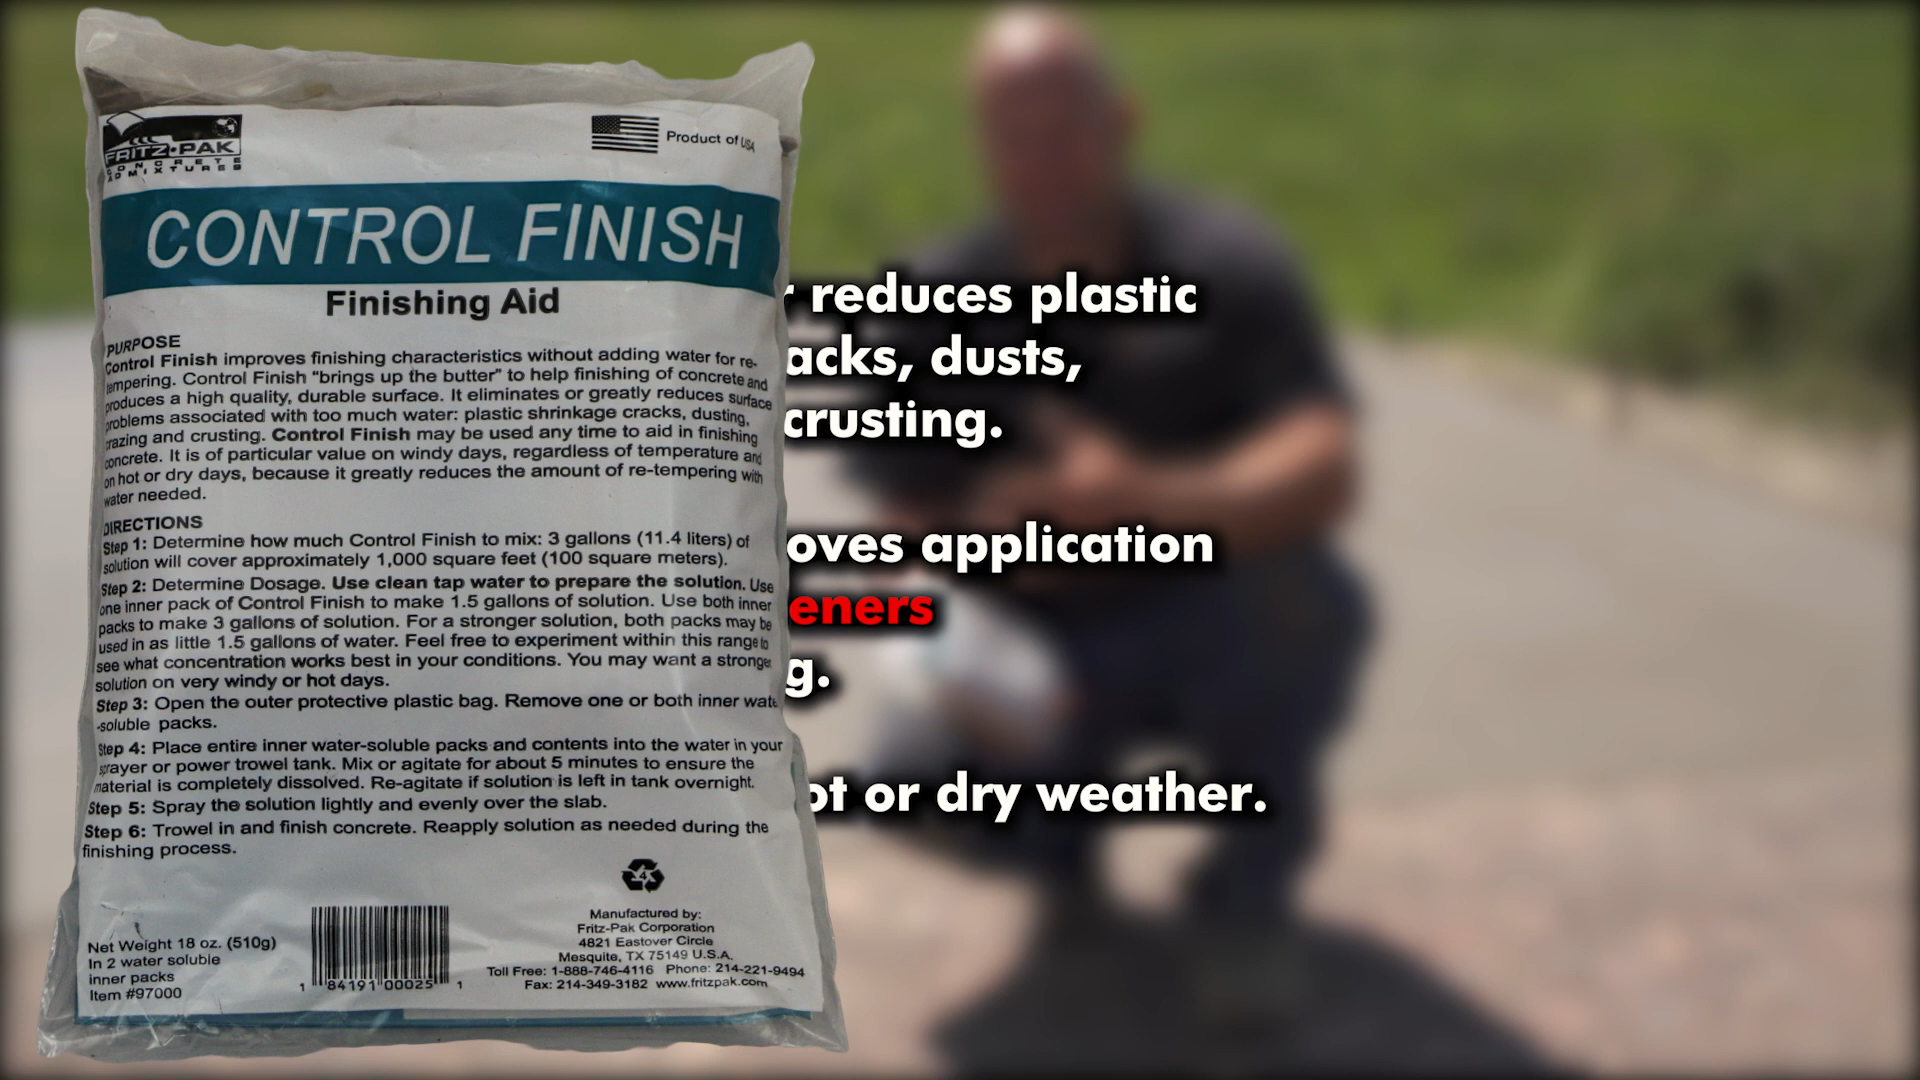 FRITZ-PAK
CONCRETE
ADMIXTURES
Product of USA
CONTROL FINISH
Finishing Aid
PURPOSE
Control Finish improves finishing characteristics without adding water for re-
tempering. Control Finish “brings up the butter” to help finishing of concrete and
produces a high quality, durable surface. It eliminates or greatly reduces surface
problems associated with too much water: plastic shrinkage cracks, dusting,
crazing and crusting. Control Finish may be used any time to aid in finishing
concrete. It is of particular value on windy days, regardless of temperature and
on hot or dry days, because it greatly reduces the amount of re-tempering with
water needed.
DIRECTIONS
Step 1: Determine how much Control Finish to mix: 3 gallons (11.4 liters) of
solution will cover approximately 1,000 square feet (100 square meters).
Step 2: Determine Dosage. Use clean tap water to prepare the solution. Use
one inner pack of Control Finish to make 1.5 gallons of solution. Use both inner
packs to make 3 gallons of solution. For a stronger solution, both packs may be
used in as little 1.5 gallons of water. Feel free to experiment within this range to
see what concentration works best in your conditions. You may want a stronger
solution on very windy or hot days.
Step 3: Open the outer protective plastic bag. Remove one or both inner wate
-soluble packs.
Step 4: Place entire inner water-soluble packs and contents into the water in your
sprayer or power trowel tank. Mix or agitate for about 5 minutes to ensure the
material is completely dissolved. Re-agitate if solution is left in tank overnight.
Step 5: Spray the solution lightly and evenly over the slab.
Step 6: Trowel in and finish concrete. Reapply solution as needed during the
finishing process.
4
Net Weight 18 oz. (510g)
In 2 water soluble
inner packs
Item #97000
1 84191 00025 1
Manufactured by:
Fritz-Pak Corporation
4821 Eastover Circle
Mesquite, TX 75149 U.S.A.
Toll Free: 1-888-746-4116 Phone: 214-221-9494
Fax: 214-349-3182 www.fritzpak.com
r reduces plastic
acks, dusts,
crusting.
oves application
eners
g.
ot or dry weather.